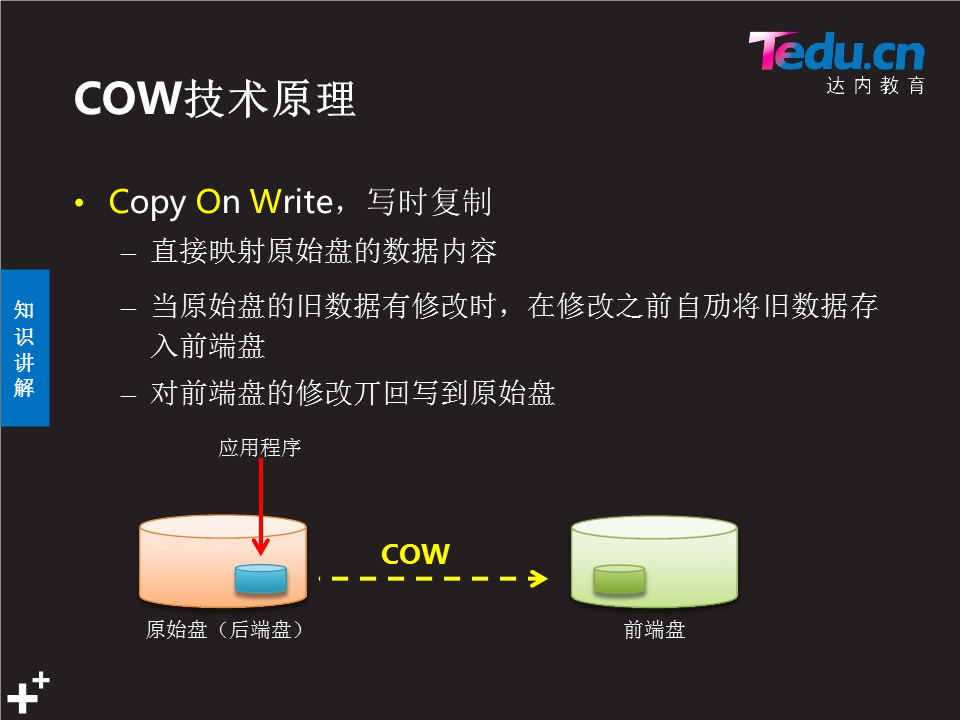 Tedu.cn
达内教育
COW技术原理
• Copy On Write，写时复制
– 直接映射原始盘的数据内容
– 当原始盘的旧数据有修改时，在修改之前自劢将旧数据存
入前端盘
– 对前端盘的修改丌回写到原始盘
知
识
讲
解
应用程序
COW
原始盘（后端盘）
前端盘